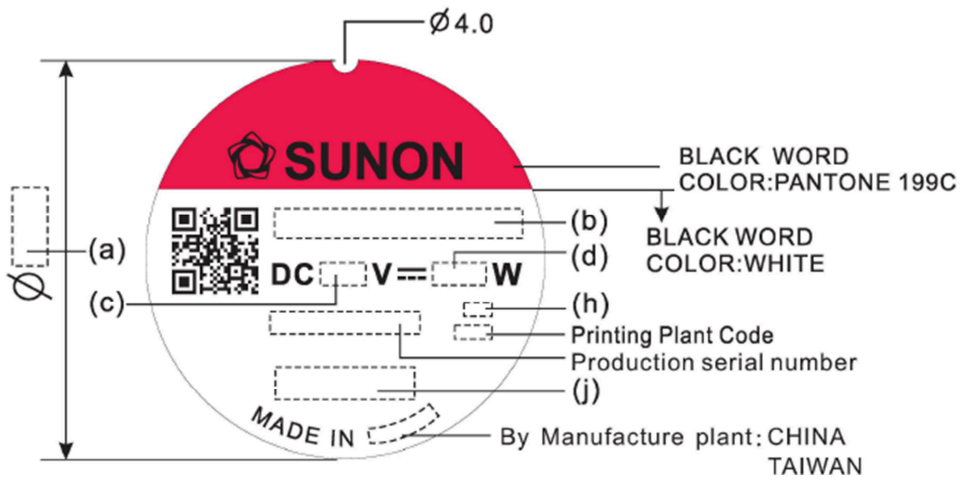 Ø4.0
SUNON
BLACK WORD
COLOR:PANTONE 199C
(a)
Ø
(b)
BLACK WORD
COLOR:WHITE
(d)
DC V⎓ W
(c)
(h)
Printing Plant Code
Production serial number
(j)
MADE IN
By Manufacture plant: CHINA
TAIWAN